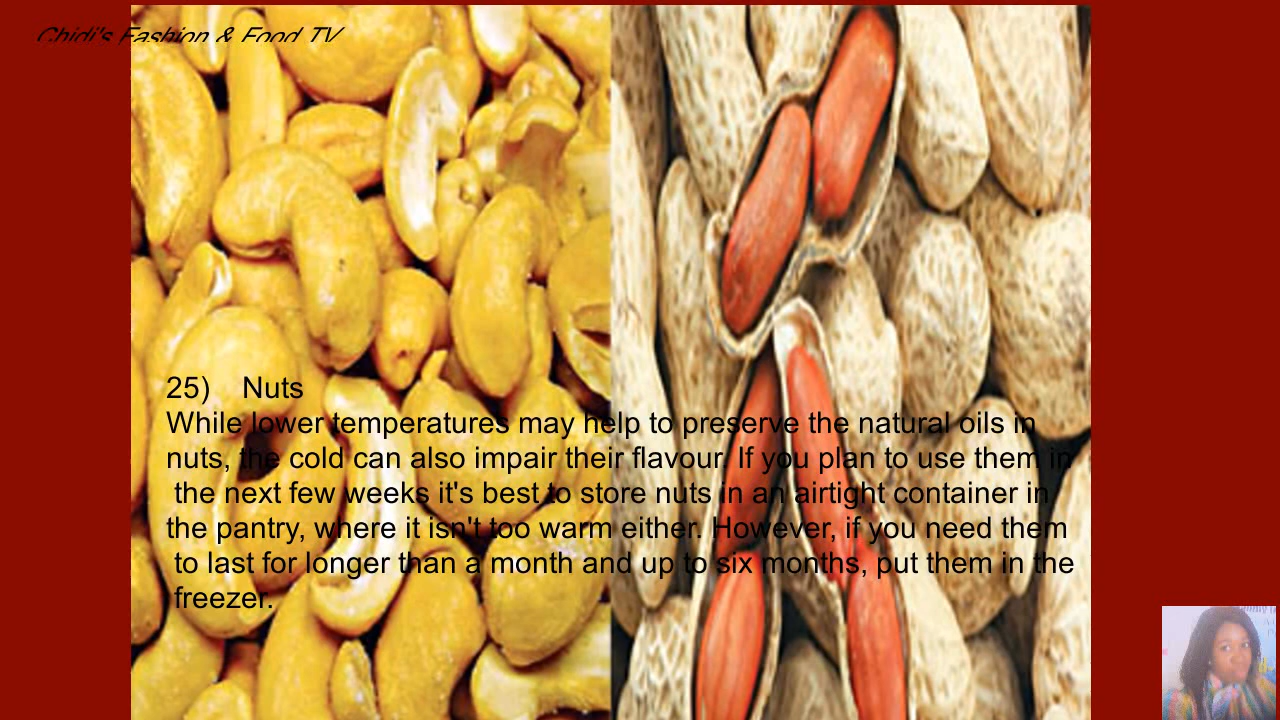 Chidi's Fashion & Food TV
25) Nuts
While lower temperatures may help to preserve the natural oils in
nuts, the cold can also impair their flavour. If you plan to use them in
the next few weeks it's best to store nuts in an airtight container in
the pantry, where it isn't too warm either. However, if you need them
to last for longer than a month and up to six months, put them in the
freezer.